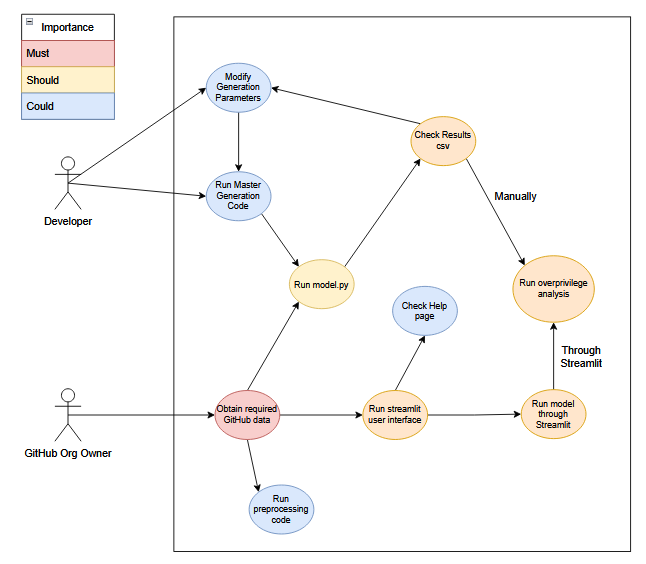 Importance
Must
Should
Could
Modify
Generation
Parameters
Check Results
csv
Run Master
Generation
Code
Developer
Manually
Run model.py
Run overprivilege
analysis
Check Help
page
Through
Streamlit
Obtain required
GitHub data
Run streamlit
user interface
Run model
through
Streamlit
GitHub Org Owner
Run
preprocessing
code